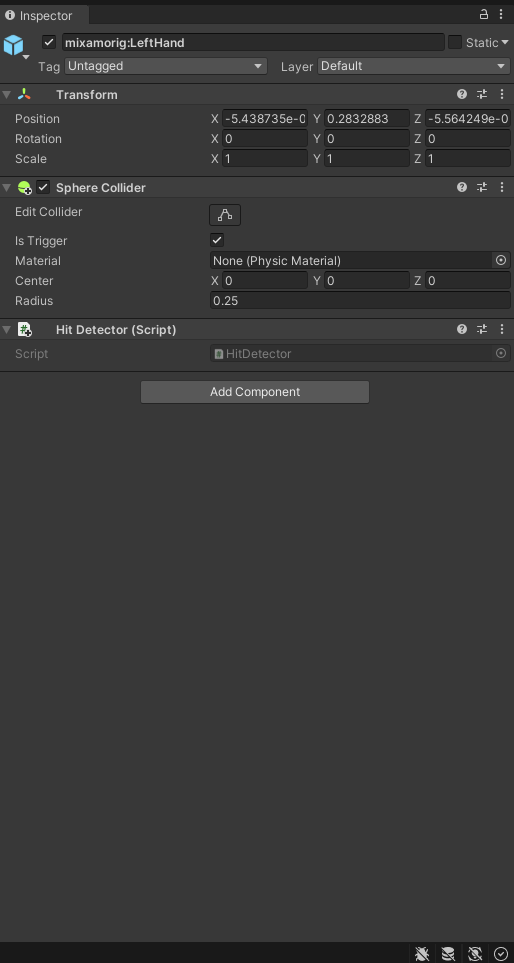 Inspector
mixamorig:LeftHand Static
Tag Untagged Layer Default
Transform
Position X -5.438735e-0 Y 0.2832883 Z -5.564249e-0
Rotation X 0 Y 0 Z 0
Scale X 1 Y 1 Z 1
Sphere Collider
Edit Collider
Is Trigger
Material None (Physic Material)
Center X 0 Y 0 Z 0
Radius 0.25
# Hit Detector (Script)
Script # HitDetector
Add Component